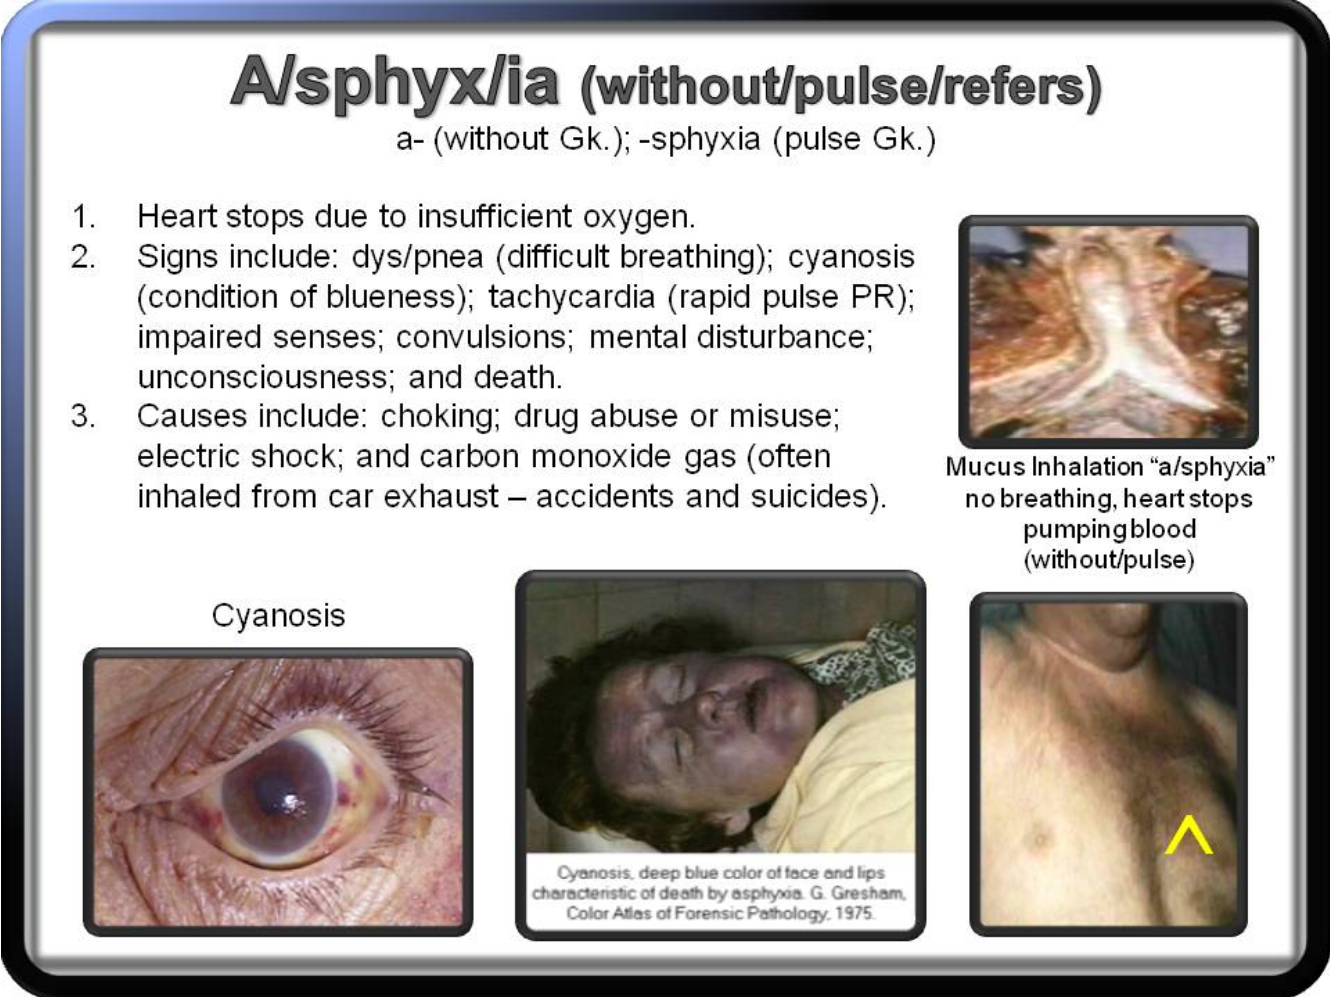 A/sphyx/ia (without/pulse/refers)
a- (without Gk.); -sphyxia (pulse Gk.)
1. Heart stops due to insufficient oxygen.
2. Signs include: dys/pnea (difficult breathing); cyanosis
(condition of blueness); tachycardia (rapid pulse PR);
impaired senses; convulsions; mental disturbance;
unconsciousness; and death.
3. Causes include: choking; drug abuse or misuse;
electric shock; and carbon monoxide gas (often
inhaled from car exhaust – accidents and suicides).
Mucus Inhalation “a/sphyxia”
no breathing, heart stops
pumping blood
(without/pulse)
Cyanosis
Cyanosis, deep blue color of face and lips
characteristic of death by asphyxia. G. Gresham,
Color Atlas of Forensic Pathology, 1975.